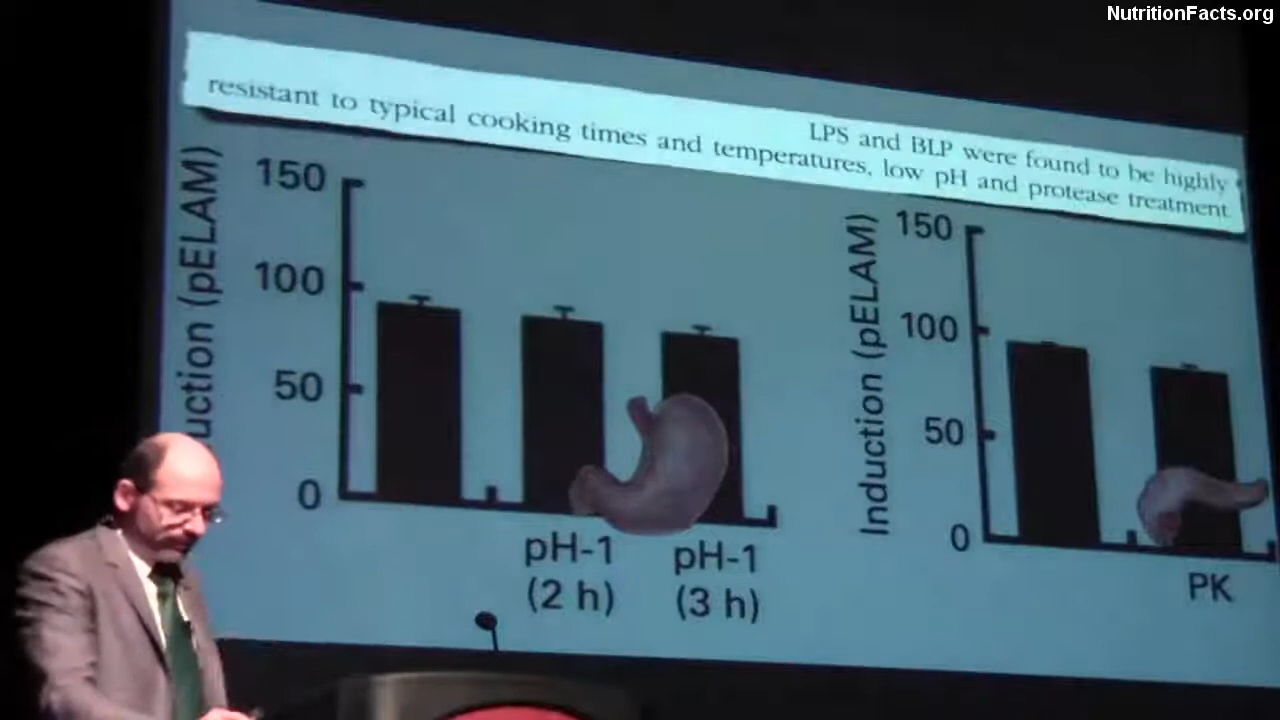 NutritionFacts.org
LPS and BLP were found to be highly
resistant to typical cooking times and temperatures, low pH and protease treatment
150
100
50
0
uction (pELAM)
pH-1
(2 h)
pH-1
(3 h)
150
100
50
0
Induction (pELAM)
PK